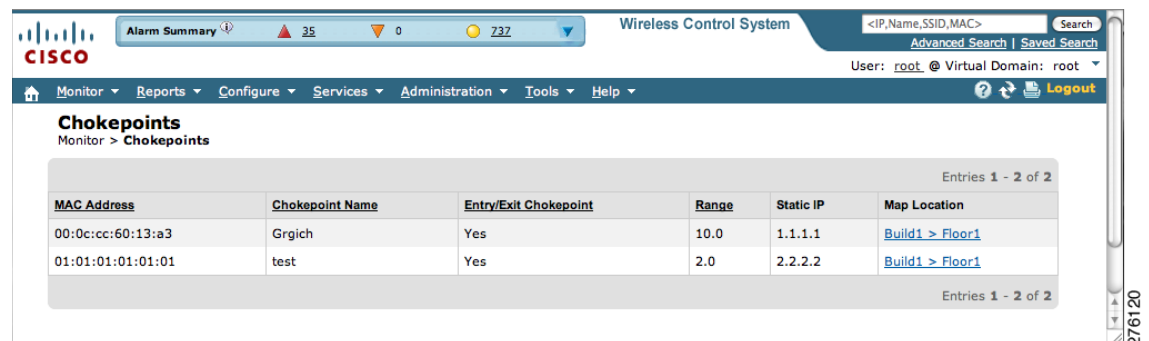 Alarm Summary 35 0 737 Wireless Control System <IP,Name,SSID,MAC> Search
Advanced Search | Saved Search
CISCO
User: root @ Virtual Domain: root
Monitor Reports Configure Services Administration Tools Help Logout
Chokepoints
Monitor > Chokepoints
Entries 1 - 2 of 2
MAC Address Chokepoint Name Entry/Exit Chokepoint Range Static IP Map Location
00:0c:cc:60:13:a3 Grgich Yes 10.0 1.1.1.1 Build1 > Floor1
01:01:01:01:01:01 test Yes 2.0 2.2.2.2 Build1 > Floor1
Entries 1 - 2 of 2
276120